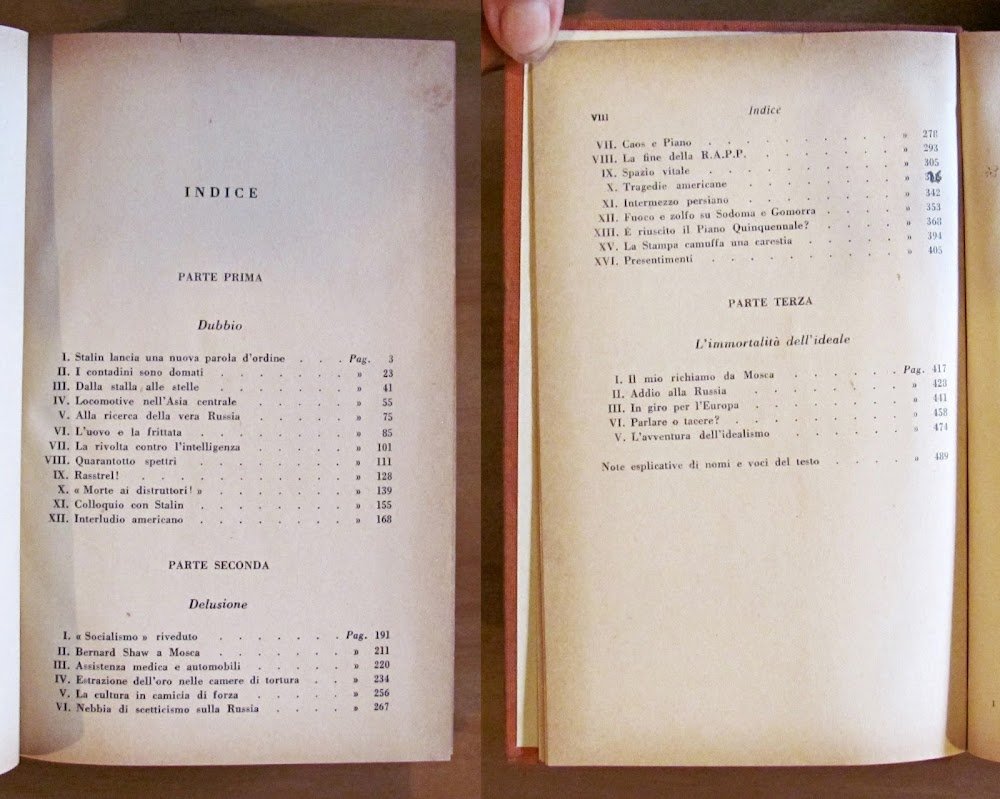 INDICE
PARTE PRIMA
Dubbio
I. Stalin lancia una nuova parola d'ordine . . . Pag. 3
II. I contadini sono domati . . . . . . » 23
III. Dalla stalla alle stelle . . . . . . » 41
IV. Locomotive nell'Asia centrale . . . . . » 55
V. Alla ricerca della vera Russia . . . . . » 75
VI. L'uovo e la frittata . . . . . . . » 85
VII. La rivolta contro l'intelligenza . . . . . » 101
VIII. Quarantotto spettri . . . . . . . » 111
IX. Rasstrel! . . . . . . . . . » 128
X. « Morte ai distruttori! » . . . . . . » 139
XI. Colloquio con Stalin . . . . . . . » 155
XII. Interludio americano . . . . . . . » 168
PARTE SECONDA
Delusione
I. « Socialismo » riveduto . . . . . . . Pag. 191
II. Bernard Shaw a Mosca . . . . . . . » 211
III. Assistenza medica e automobili . . . . . » 220
IV. Estrazione dell'oro nelle camere di tortura . . » 234
V. La cultura in camicia di forza . . . . . » 256
VI. Nebbia di scetticismo sulla Russia . . . . » 267
VIII Indice
VII. Caos e Piano . . . . . . . . » 278
VIII. La fine della R.A.P.P. . . . . . . » 293
IX. Spazio vitale . . . . . . . . » 305
X. Tragedie americane . . . . . . . »
XI. Intermezzo persiano . . . . . . . » 342
XII. Fuoco e zolfo su Sodoma e Gomorra . . . . » 353
XIII. È riuscito il Piano Quinquennale? . . . . » 368
XV. La Stampa camuffa una carestia . . . . . » 394
XVI. Presentimenti . . . . . . . . » 405
PARTE TERZA
L'immortalità dell'ideale
I. Il mio richiamo da Mosca . . . . . . Pag. 417
II. Addio alla Russia . . . . . . . » 423
III. In giro per l'Europa . . . . . . . » 441
VI. Parlare o tacere? . . . . . . . » 458
V. L'avventura dell'idealismo . . . . . . » 474
Note esplicative di nomi e voci del testo . . . . » 489